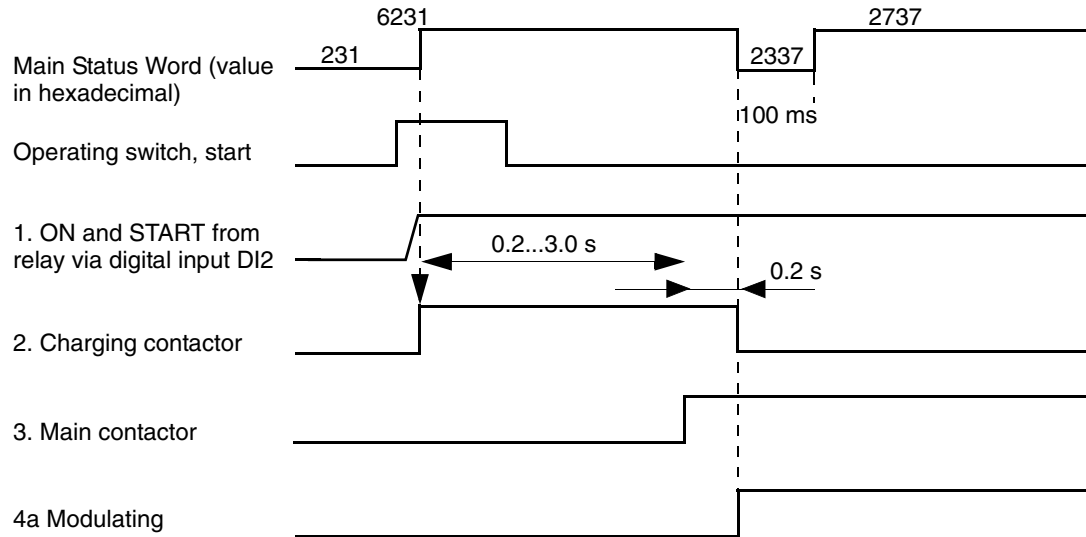 6231
2737
231
2337
Main Status Word (value
in hexadecimal)
100 ms
Operating switch, start
1. ON and START from
relay via digital input DI2
0.2...3.0 s
0.2 s
2. Charging contactor
3. Main contactor
4a Modulating